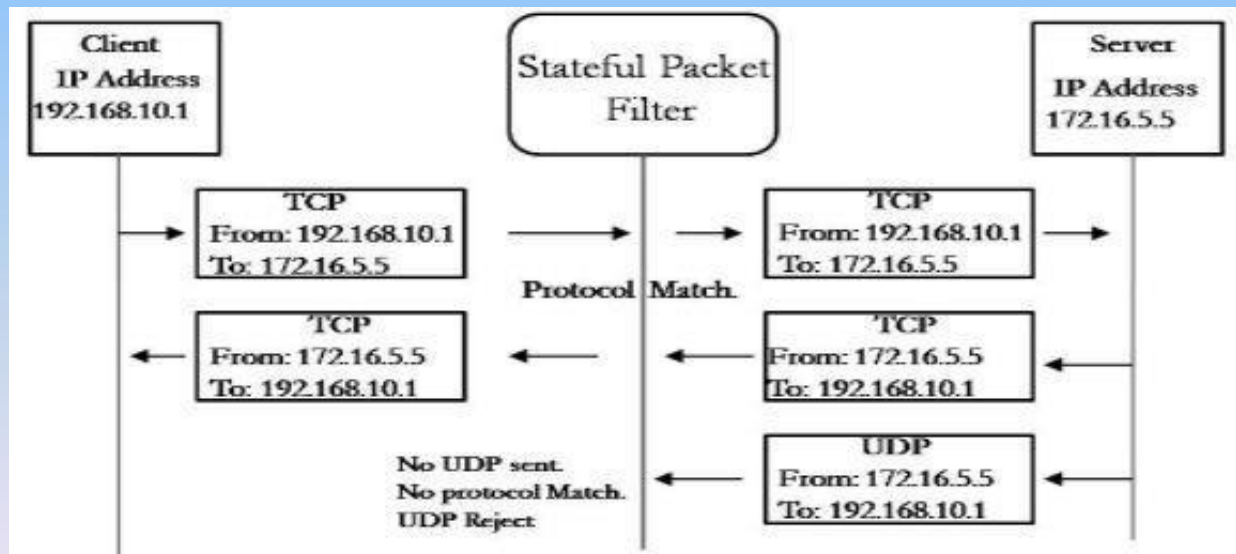 Client
IP Address
192.168.10.1
Stateful Packet
Filter
Server
IP Address
172.16.5.5
TCP
From: 192.168.10.1
To: 172.16.5.5
TCP
From: 192.168.10.1
To: 172.16.5.5
Protocol Match.
TCP
From: 172.16.5.5
To: 192.168.10.1
TCP
From: 172.16.5.5
To: 192.168.10.1
No UDP sent.
No protocol Match.
UDP Reject
UDP
From: 172.16.5.5
To: 192.168.10.1